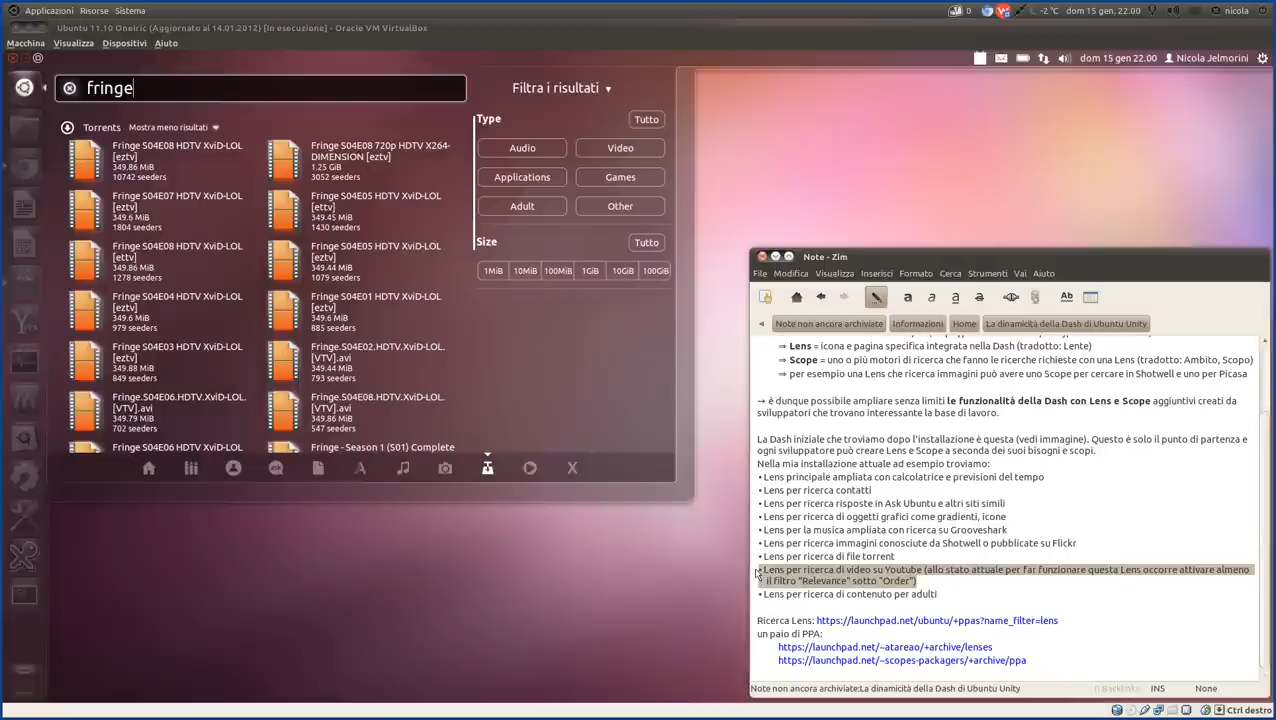 Applicazioni Risorse Sistema
0
-2 °C dom 15 gen, 22.00 nicola
Ubuntu 11.10 Oneiric (Aggiornato al 14.01.2012) [In esecuzione] - Oracle VM VirtualBox
Macchina Visualizza Dispositivi Aiuto
dom 15 gen 22.00 Nicola Jelmorini
fringe
Filtra i risultati ▾
Torrents Mostra meno risultati ▾
Fringe S04E08 HDTV XviD-LOL
[eztv]
349.86 MiB
10742 seeders
Fringe S04E08 720p HDTV X264-
DIMENSION [eztv]
1.25 GiB
3052 seeders
Fringe S04E07 HDTV XviD-LOL
[eztv]
349.6 MiB
1804 seeders
Fringe S04E05 HDTV XviD-LOL
[ettv]
349.45 MiB
1430 seeders
Fringe S04E08 HDTV XviD-LOL
[ettv]
349.86 MiB
1278 seeders
Fringe S04E05 HDTV XviD-LOL
[eztv]
349.44 MiB
1079 seeders
Fringe S04E04 HDTV XviD-LOL
[eztv]
349.6 MiB
979 seeders
Fringe S04E01 HDTV XviD-LOL
[eztv]
349.6 MiB
885 seeders
Fringe S04E03 HDTV XviD-LOL
[eztv]
349.88 MiB
849 seeders
Fringe.S04E02.HDTV.XviD-LOL.
[VTV].avi
349.44 MiB
793 seeders
Fringe.S04E06.HDTV.XviD-LOL.
[VTV].avi
349.79 MiB
702 seeders
Fringe.S04E08.HDTV.XviD-LOL.
[VTV].avi
349.86 MiB
547 seeders
Fringe S04E06 HDTV XviD-LOL
Fringe - Season 1 (S01) Complete
Type Tutto
Audio Video
Applications Games
Adult Other
Size Tutto
1MiB 10MiB 100MiB 1GiB 10GiB 100GiB
Note - Zim
File Modifica Visualizza Inserisci Formato Cerca Strumenti Vai Aiuto
a a a a Ab
Note non ancora archiviate Informazioni Home La dinamicità della Dash di Ubuntu Unity
⇒ Lens = icona e pagina specifica integrata nella Dash (tradotto: Lente)
⇒ Scope = uno o più motori di ricerca che fanno le ricerche richieste con una Lens (tradotto: Ambito, Scopo)
⇒ per esempio una Lens che ricerca immagini può avere uno Scope per cercare in Shotwell e uno per Picasa
→ è dunque possibile ampliare senza limiti le funzionalità della Dash con Lens e Scope aggiuntivi creati da
sviluppatori che trovano interessante la base di lavoro.
La Dash iniziale che troviamo dopo l'installazione è questa (vedi immagine). Questo è solo il punto di partenza e
ogni sviluppatore può creare Lens e Scope a seconda dei suoi bisogni e scopi.
Nella mia installazione attuale ad esempio troviamo:
• Lens principale ampliata con calcolatrice e previsioni del tempo
• Lens per ricerca contatti
• Lens per ricerca risposte in Ask Ubuntu e altri siti simili
• Lens per ricerca di oggetti grafici come gradienti, icone
• Lens per la musica ampliata con ricerca su Grooveshark
• Lens per ricerca immagini conosciute da Shotwell o pubblicate su Flickr
• Lens per ricerca di file torrent
• Lens per ricerca di video su Youtube (allo stato attuale per far funzionare questa Lens occorre attivare almeno
il filtro "Relevance" sotto "Order")
• Lens per ricerca di contenuto per adulti
Ricerca Lens: https://launchpad.net/ubuntu/+ppas?name_filter=lens
un paio di PPA:
https://launchpad.net/~atareao/+archive/lenses
https://launchpad.net/~scopes-packagers/+archive/ppa
Note non ancora archiviate:La dinamicità della Dash di Ubuntu Unity INS None
Ctrl destro